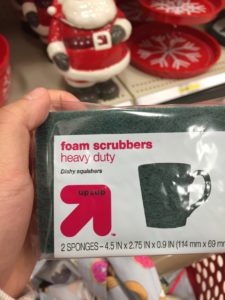 foam scrubbers
heavy duty
Dishy squishers
up&up
2 SPONGES – 4.5 IN X 2.75 IN X 0.9 IN (114 mm x 69 m